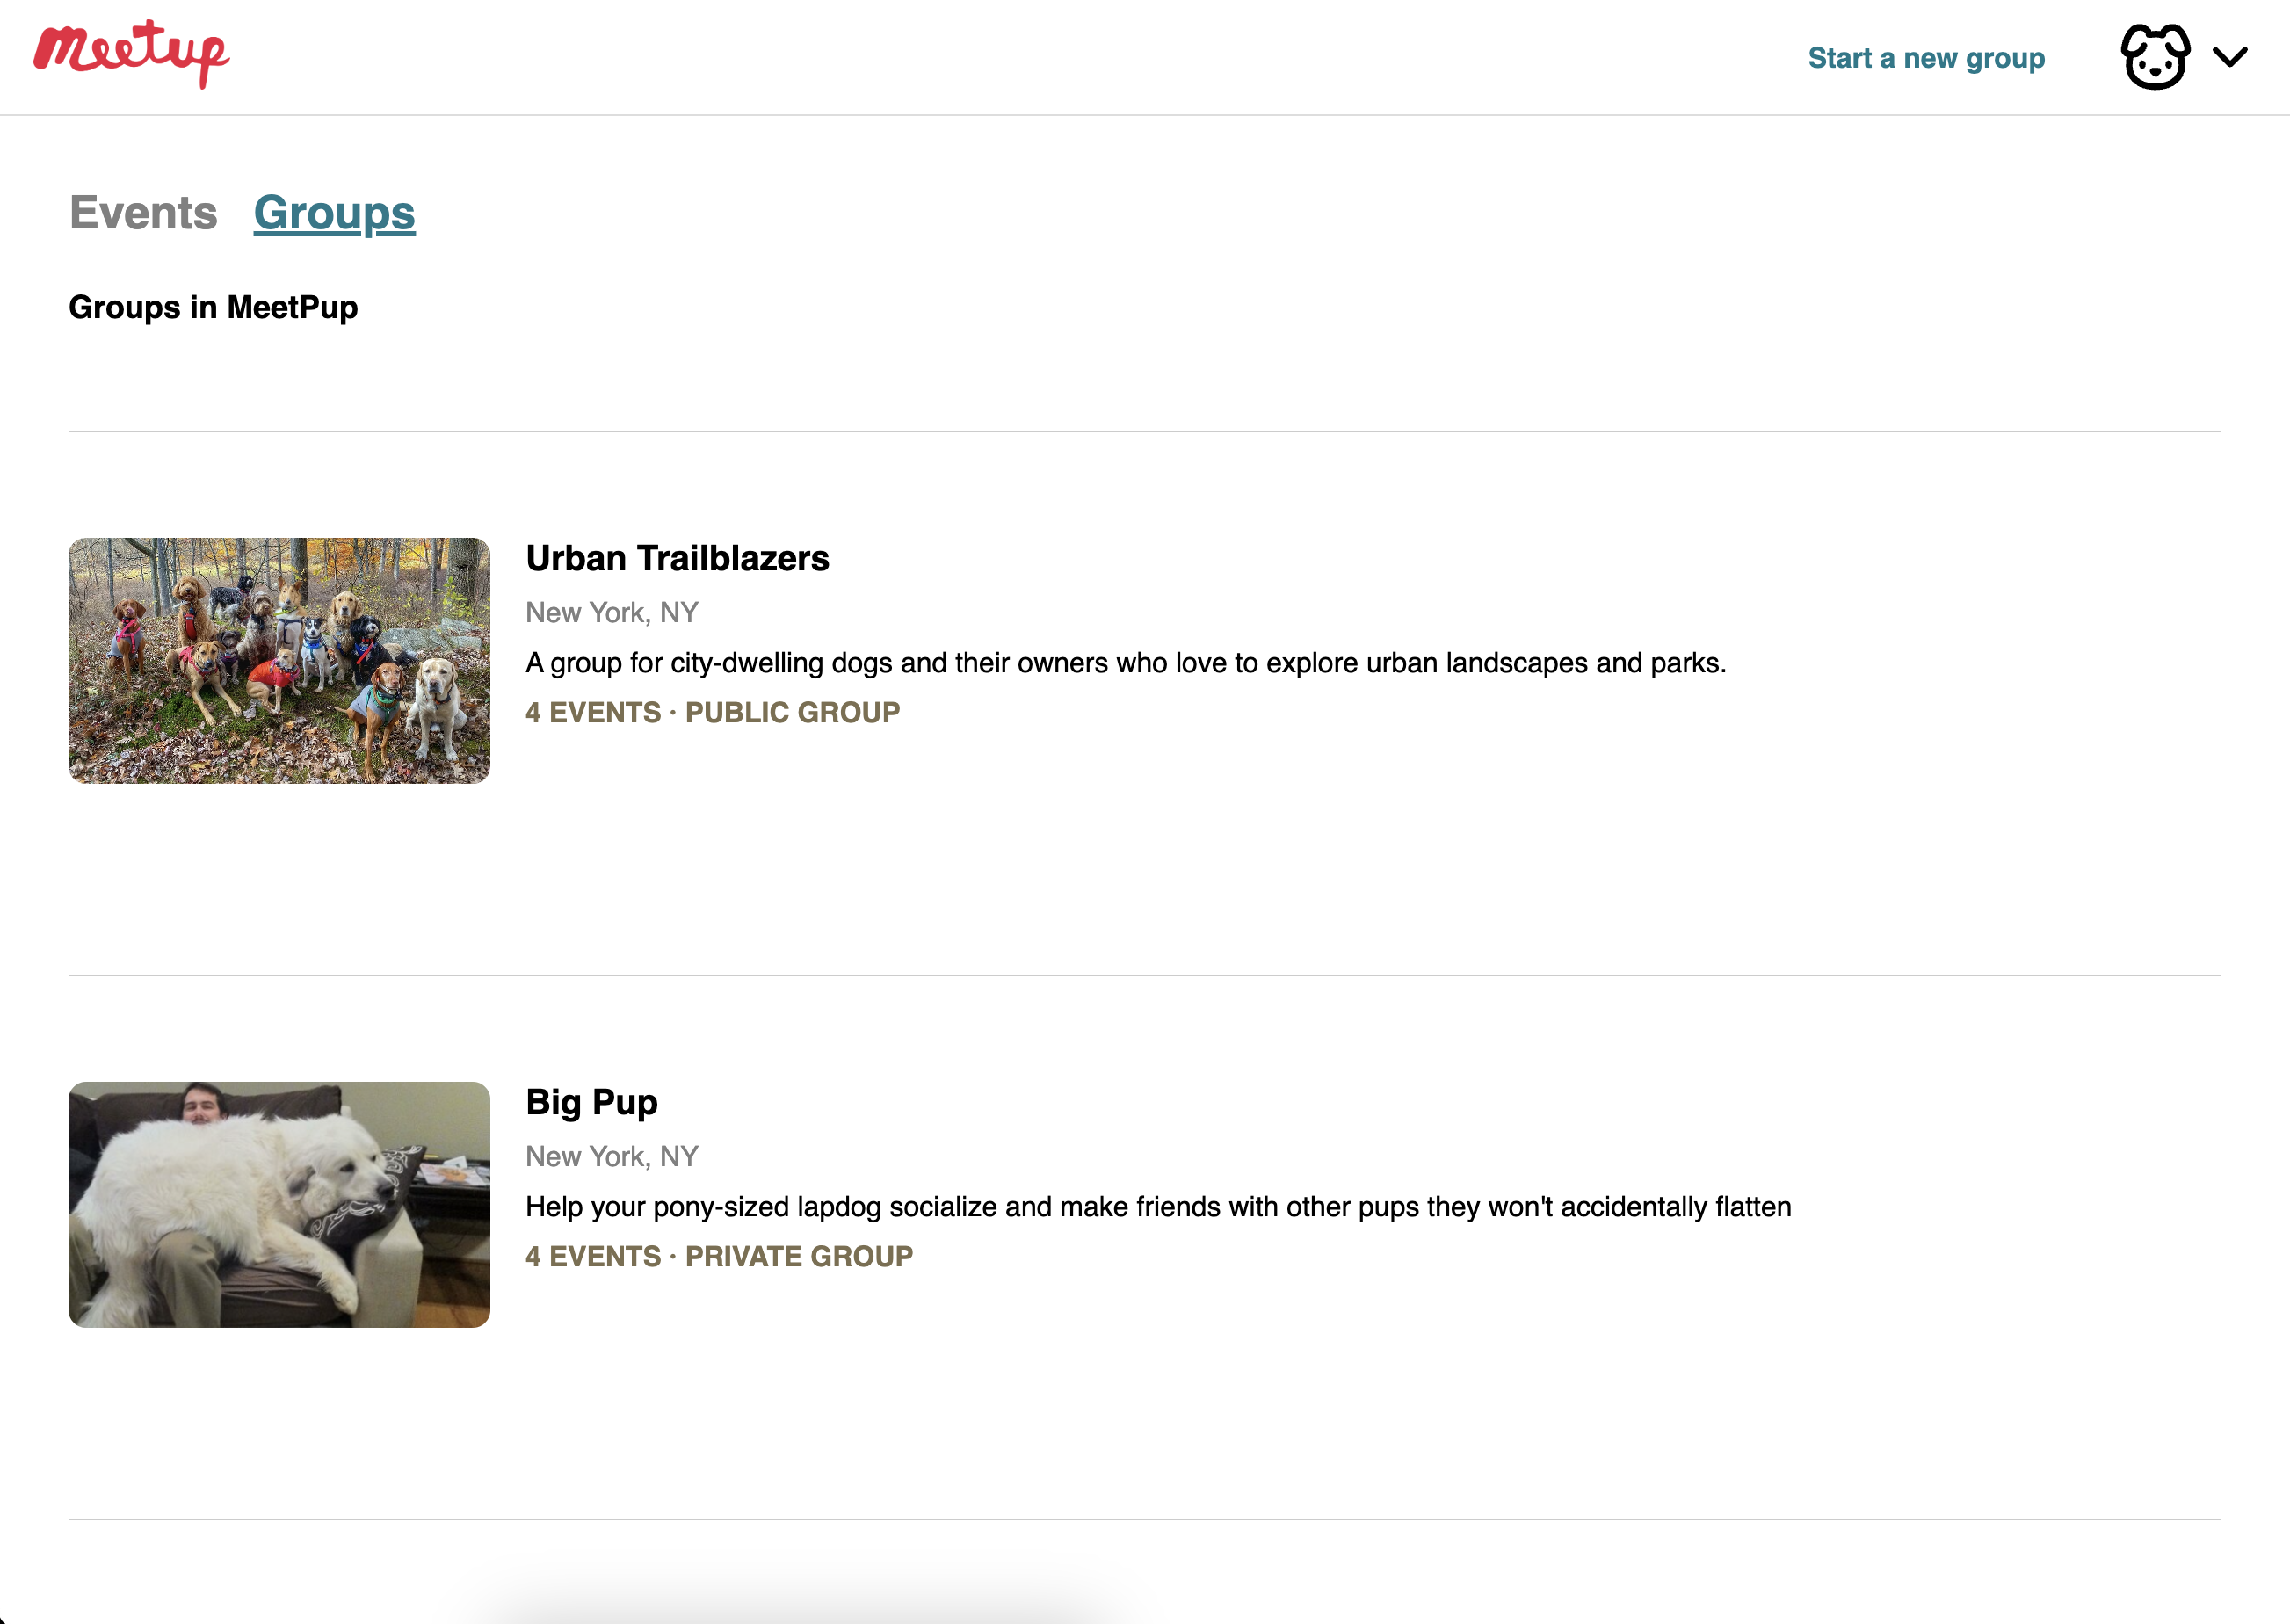 Meetup
Start a new group
Events Groups
Groups in MeetPup
Urban Trailblazers
New York, NY
A group for city-dwelling dogs and their owners who love to explore urban landscapes and parks.
4 EVENTS · PUBLIC GROUP
Big Pup
New York, NY
Help your pony-sized lapdog socialize and make friends with other pups they won't accidentally flatten
4 EVENTS · PRIVATE GROUP